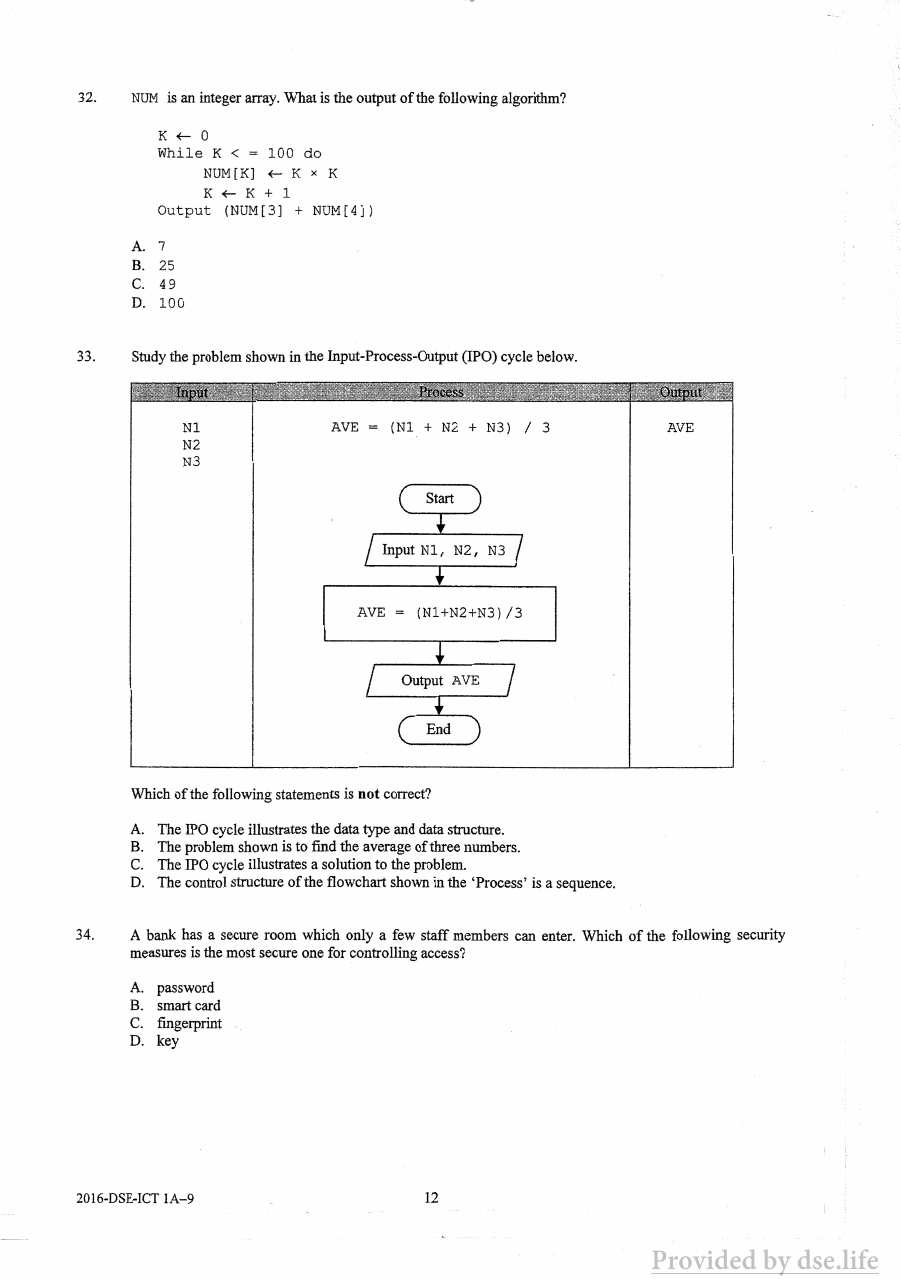 32. NUM is an integer array. What is the output of the following algorithm?
K ← 0
While K < = 100 do
NUM[K] ← K × K
K ← K + 1
Output (NUM[3] + NUM[4])
A. 7
B. 25
C. 49
D. 100
33. Study the problem shown in the Input-Process-Output (IPO) cycle below.
Input Process Output
N1 AVE = (N1 + N2 + N3) / 3 AVE
N2
N3
Start
Input N1, N2, N3
AVE = (N1+N2+N3)/3
Output AVE
End
Which of the following statements is not correct?
A. The IPO cycle illustrates the data type and data structure.
B. The problem shown is to find the average of three numbers.
C. The IPO cycle illustrates a solution to the problem.
D. The control structure of the flowchart shown in the ‘Process’ is a sequence.
34. A bank has a secure room which only a few staff members can enter. Which of the following security
measures is the most secure one for controlling access?
A. password
B. smart card
C. fingerprint
D. key
2016-DSE-ICT 1A–9 12
Provided by dse.life